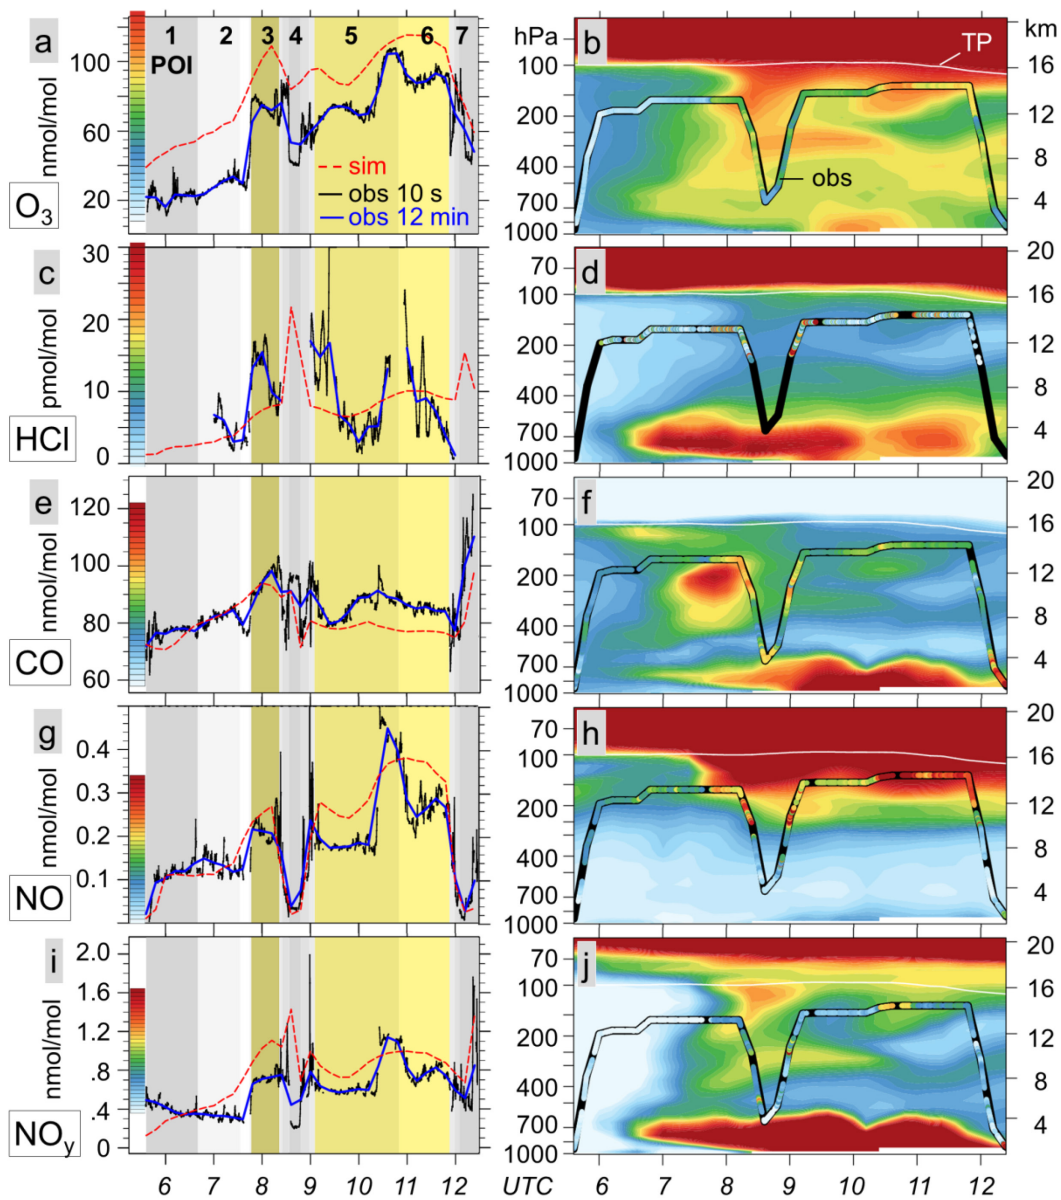 a
nmol/mol
O3
100
60
20
1 2 3 4 5 6 7
POI
sim
obs 10 s
obs 12 min
b
hPa
100
200
400
700
1000
TP
obs
km
16
12
8
4
c
pmol/mol
HCl
30
20
10
0
d
70
100
200
400
700
1000
20
16
12
8
4
e
nmol/mol
CO
120
100
80
60
f
70
100
200
400
700
1000
20
16
12
8
4
g
nmol/mol
NO
0.4
0.3
0.2
0.1
h
70
100
200
400
700
1000
20
16
12
8
4
i
nmol/mol
NOy
2.0
1.6
1.2
.8
.4
0
j
70
100
200
400
700
1000
20
16
12
8
4
6 7 8 9 10 11 12 UTC 6 7 8 9 10 11 12